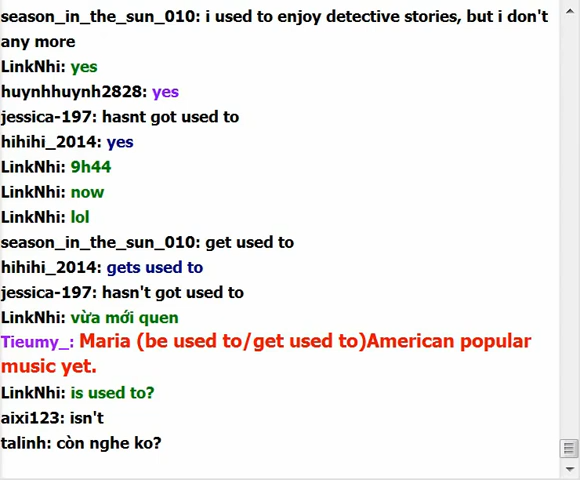 season_in_the_sun_010: i used to enjoy detective stories, but i don't
any more
LinkNhi: yes
huynhhuynh2828: yes
jessica-197: hasnt got used to
hihihi_2014: yes
LinkNhi: 9h44
LinkNhi: now
LinkNhi: lol
season_in_the_sun_010: get used to
hihihi_2014: gets used to
jessica-197: hasn't got used to
LinkNhi: vừa mới quen
Tieumy_: Maria (be used to/get used to)American popular
music yet.
LinkNhi: is used to?
aixi123: isn't
talinh: còn nghe ko?